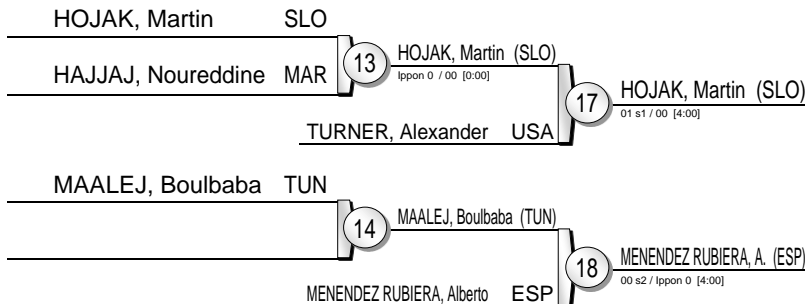 HOJAK, Martin SLO
HAJJAJ, Noureddine MAR
13
HOJAK, Martin (SLO)
Ippon 0 / 00 [0:00]
TURNER, Alexander USA
17
HOJAK, Martin (SLO)
01 s1 / 00 [4:00]
MAALEJ, Boulbaba TUN
14
MAALEJ, Boulbaba (TUN)
MENENDEZ RUBIERA, Alberto ESP
18
MENENDEZ RUBIERA, A. (ESP)
00 s2 / Ippon 0 [4:00]